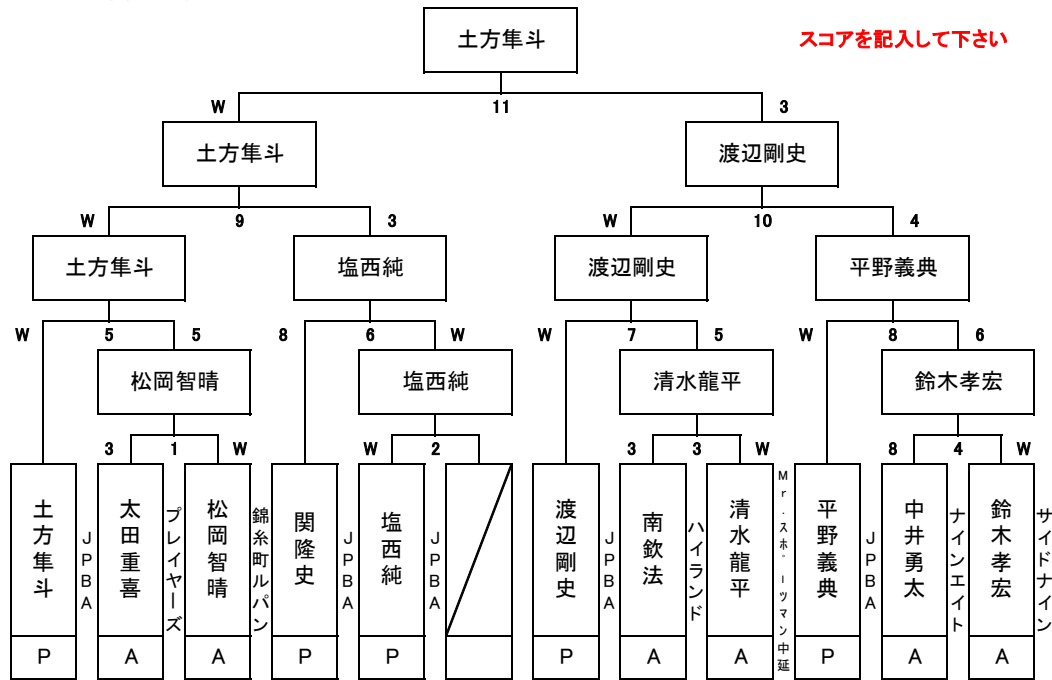 土方隼斗
スコアを記入して下さい
W 11 3
土方隼斗 渡辺剛史
W 9 3 W 10 4
土方隼斗 塩西純 渡辺剛史 平野義典
W 5 5 8 6 W W 7 5 W 8 6
松岡智晴 塩西純 清水龍平 鈴木孝宏
3 1 W W 2 3 3 W 8 4 W
土方隼斗
JPBA
太田重喜
プレイヤーズ
松岡智晴
錦糸町ルパン
関隆史
JPBA
塩西純
JPBA
渡辺剛史
JPBA
南欽法
ハイランド
清水龍平
Mr.スポーツマン中延
平野義典
JPBA
中井勇太
ナインエイト
鈴木孝宏
サイドナイン
P A A P P P A A P A A